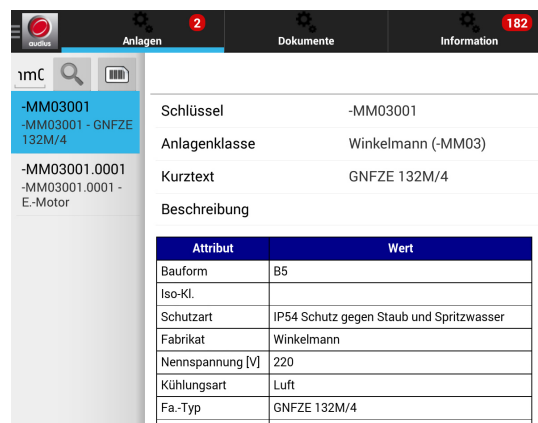 audius
Anlagen
2
Dokumente
Information
182
-MM03001
-MM03001 - GNFZE
132M/4
-MM03001.0001
-MM03001.0001 -
E.-Motor
Schlüssel -MM03001
Anlagenklasse Winkelmann (-MM03)
Kurztext GNFZE 132M/4
Beschreibung
Attribut Wert
Bauform B5
Iso-Kl.
Schutzart IP54 Schutz gegen Staub und Spritzwasser
Fabrikat Winkelmann
Nennspannung [V] 220
Kühlungsart Luft
Fa.-Typ GNFZE 132M/4